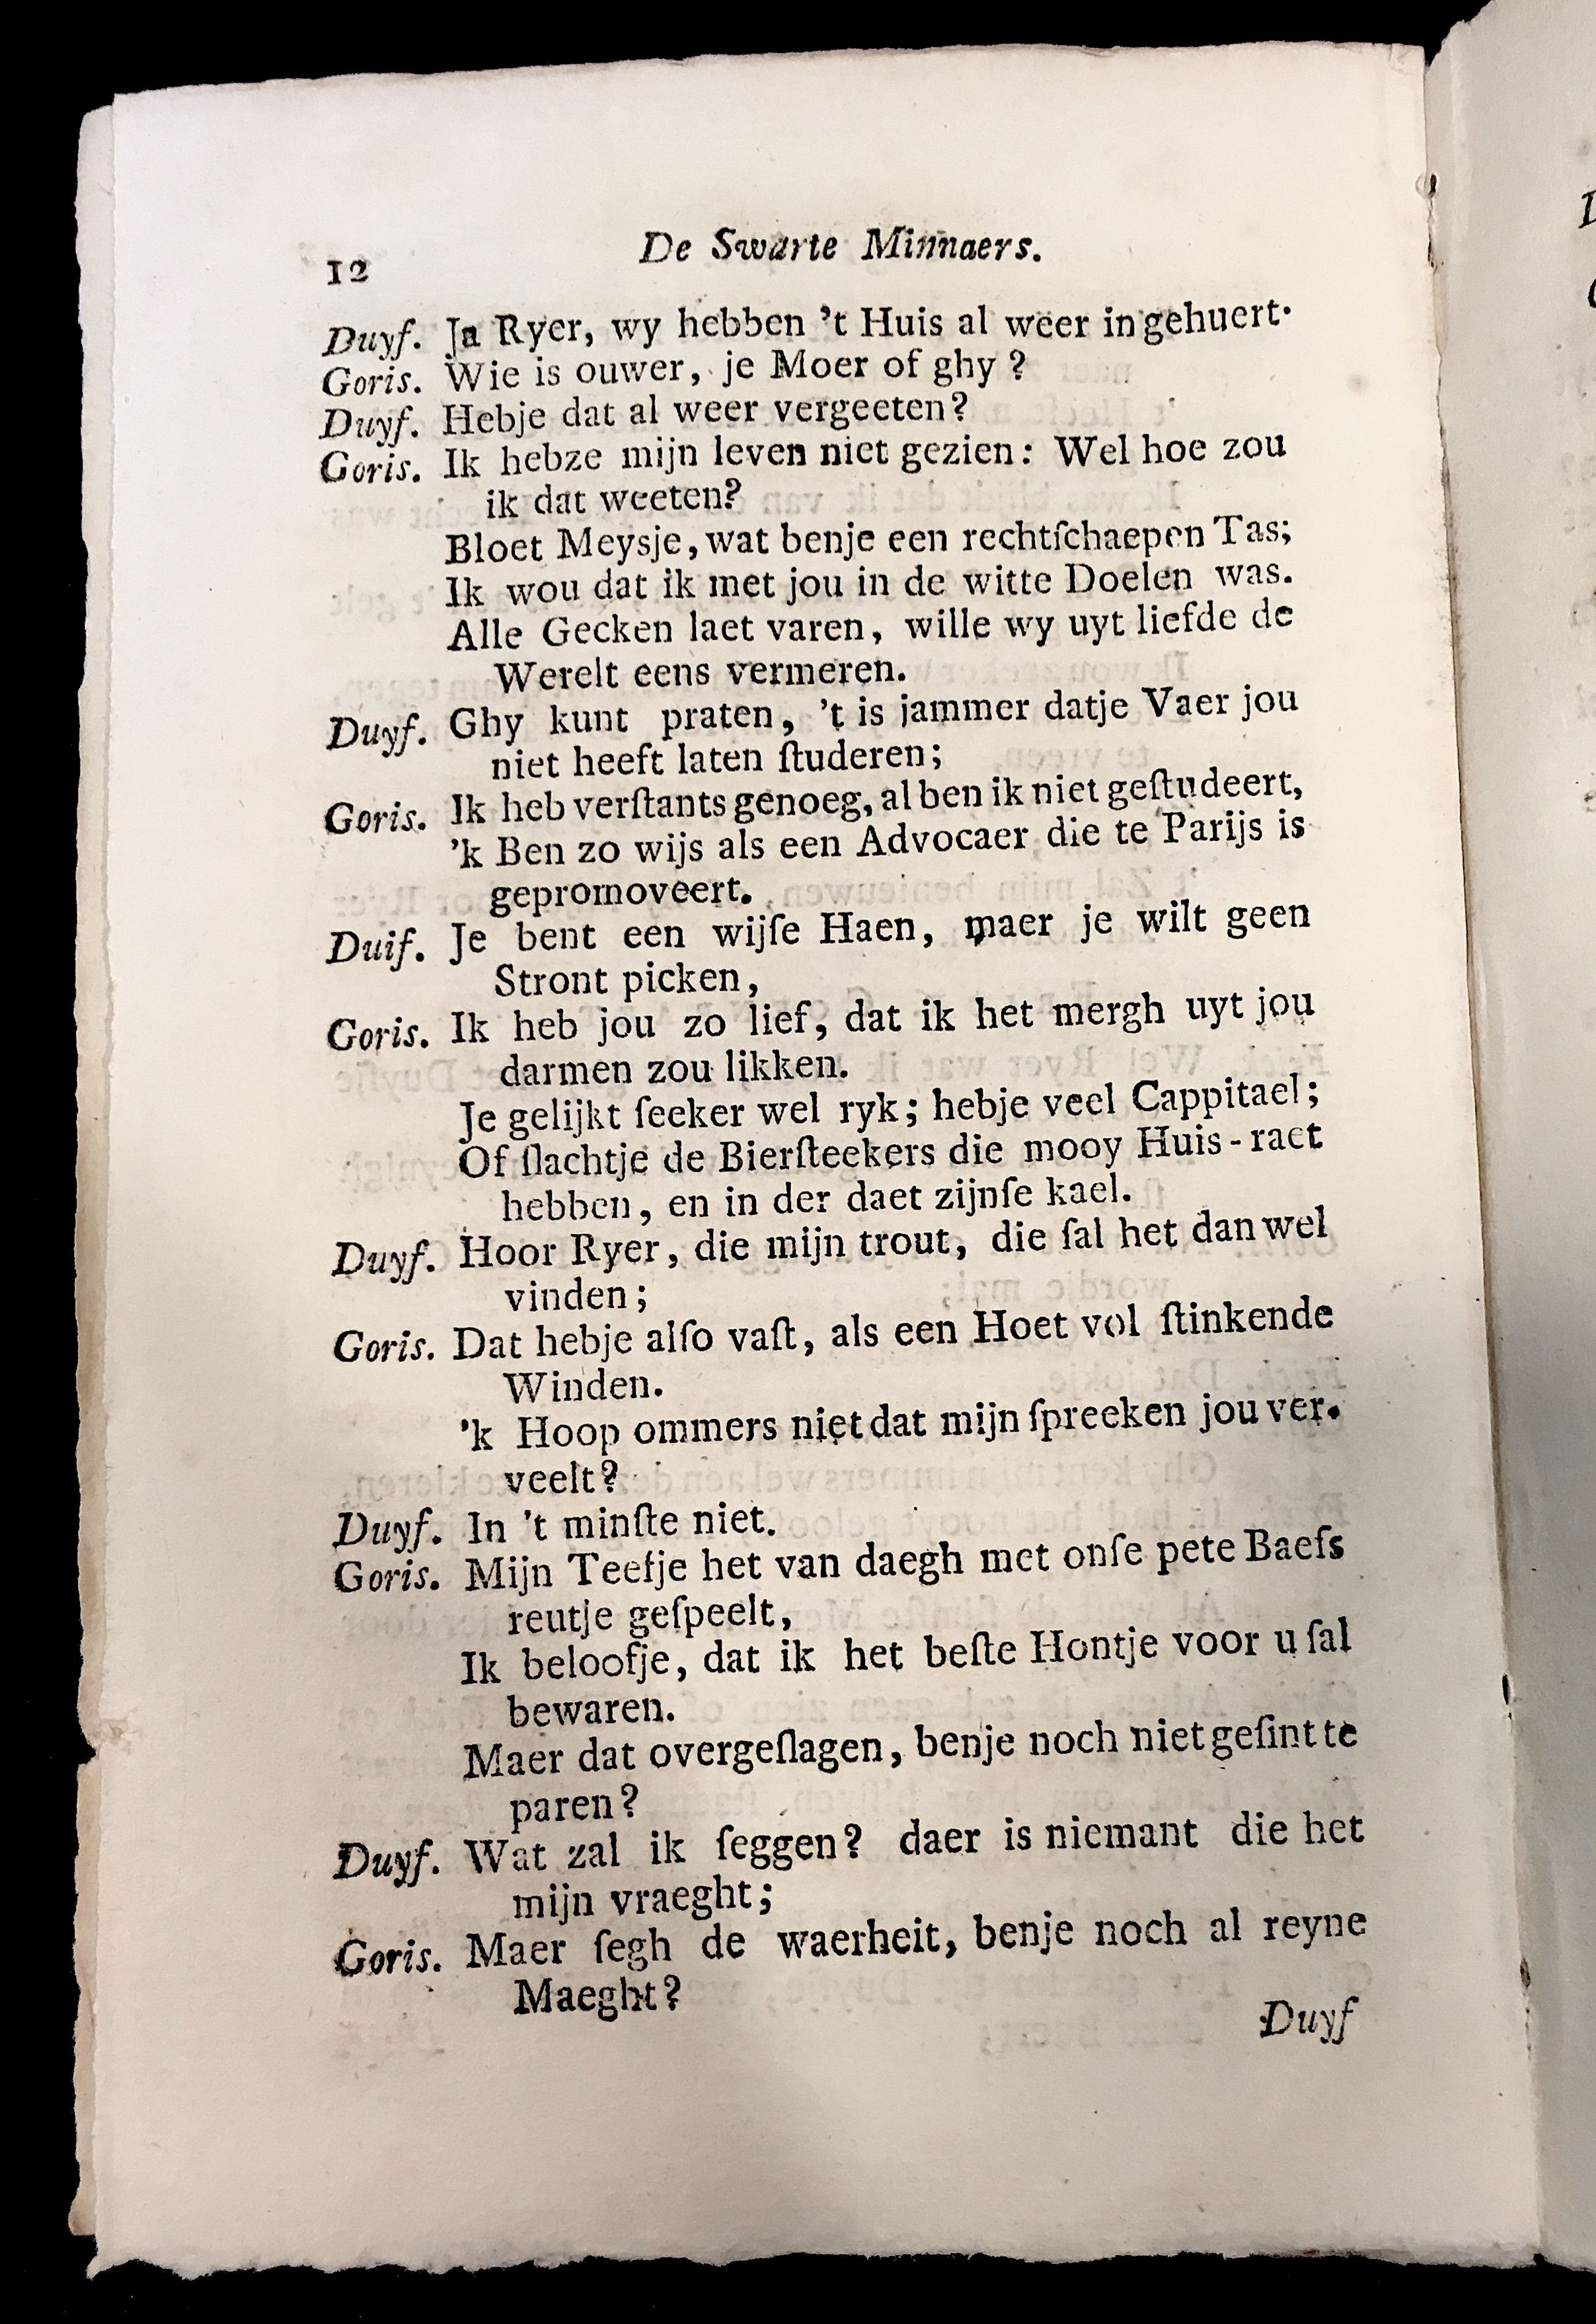 12
De Swarte Minnaers.
Duyf. Ja Ryer, wy hebben 't Huis al weer in gehuert.
Goris. Wie is ouwer, je Moer of ghy?
Duyf. Hebje dat al weer vergeeten?
Goris. Ik hebze mijn leven niet gezien: Wel hoe zou
ik dat weeten?
Bloet Meysje, wat benje een rechtſchaepen Tas;
Ik wou dat ik met jou in de witte Doelen was.
Alle Gecken laet varen, wille wy uyt liefde de
Werelt eens vermeren.
Duyf. Ghy kunt praten, 't is jammer datje Vaer jou
niet heeft laten ſtuderen;
Goris. Ik heb verſtants genoeg, al ben ik niet geſtudeert,
'k Ben zo wijs als een Advocaer die te Parijs is
gepromoveert.
Duif. Je bent een wijſe Haen, maer je wilt geen
Stront picken,
Goris. Ik heb jou zo lief, dat ik het mergh uyt jou
darmen zou likken.
Je gelijkt ſeeker wel ryk; hebje veel Cappitael;
Of ſlachtje de Bierſteekers die mooy Huis-raet
hebben, en in der daet zijnſe kael.
Duyf. Hoor Ryer, die mijn trout, die ſal het dan wel
vinden;
Goris. Dat hebje alſo vaſt, als een Hoet vol ſtinkende
Winden.
'k Hoop ommers niet dat mijn ſpreeken jou ver-
veelt?
Duyf. In 't minſte niet.
Goris. Mijn Teefje het van daegh met onſe pete Baeſs
reutje geſpeelt,
Ik beloofje, dat ik het beſte Hontje voor u ſal
bewaren.
Maer dat overgeſlagen, benje noch niet geſint te
paren?
Duyf. Wat zal ik ſeggen? daer is niemant die het
mijn vraeght;
Goris. Maer ſegh de waerheit, benje noch al reyne
Maeght?
Duyf